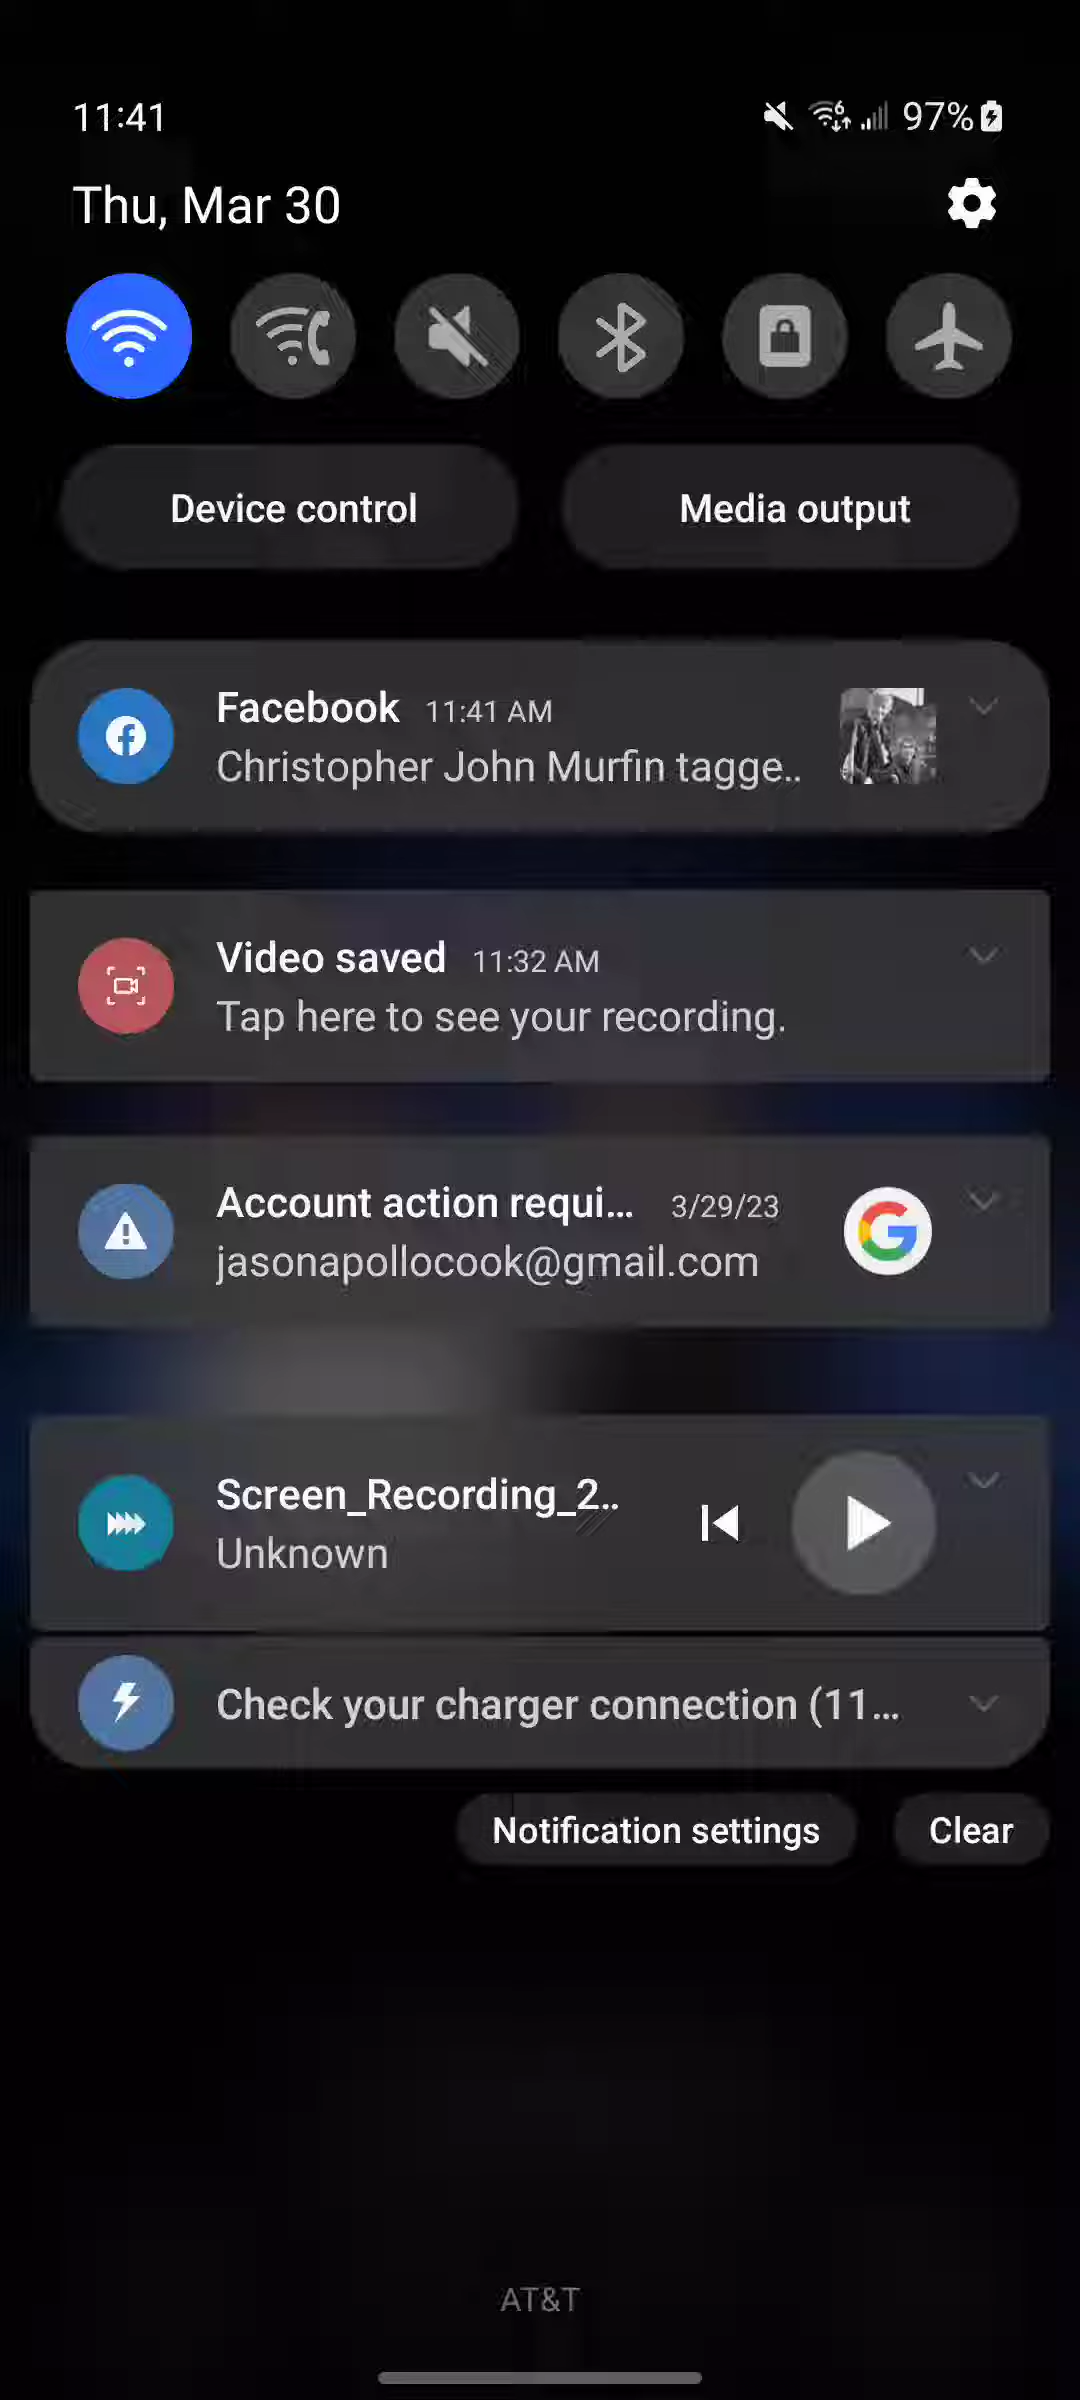 11:41
97%
Thu, Mar 30
Device control
Media output
Facebook 11:41 AM
Christopher John Murfin tagge..
Video saved 11:32 AM
Tap here to see your recording.
Account action requi... 3/29/23
jasonapollocook@gmail.com
Screen_Recording_2..
Unknown
Check your charger connection (11...
Notification settings
Clear
AT&T